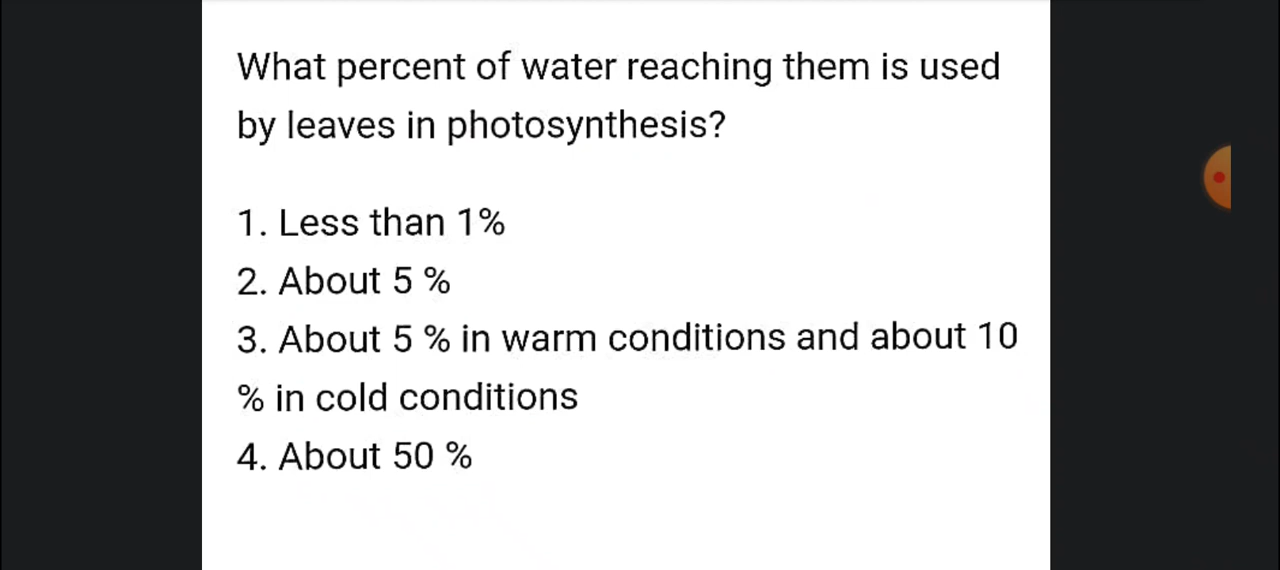 What percent of water reaching them is used
by leaves in photosynthesis?
1. Less than 1%
2. About 5 %
3. About 5 % in warm conditions and about 10
% in cold conditions
4. About 50 %